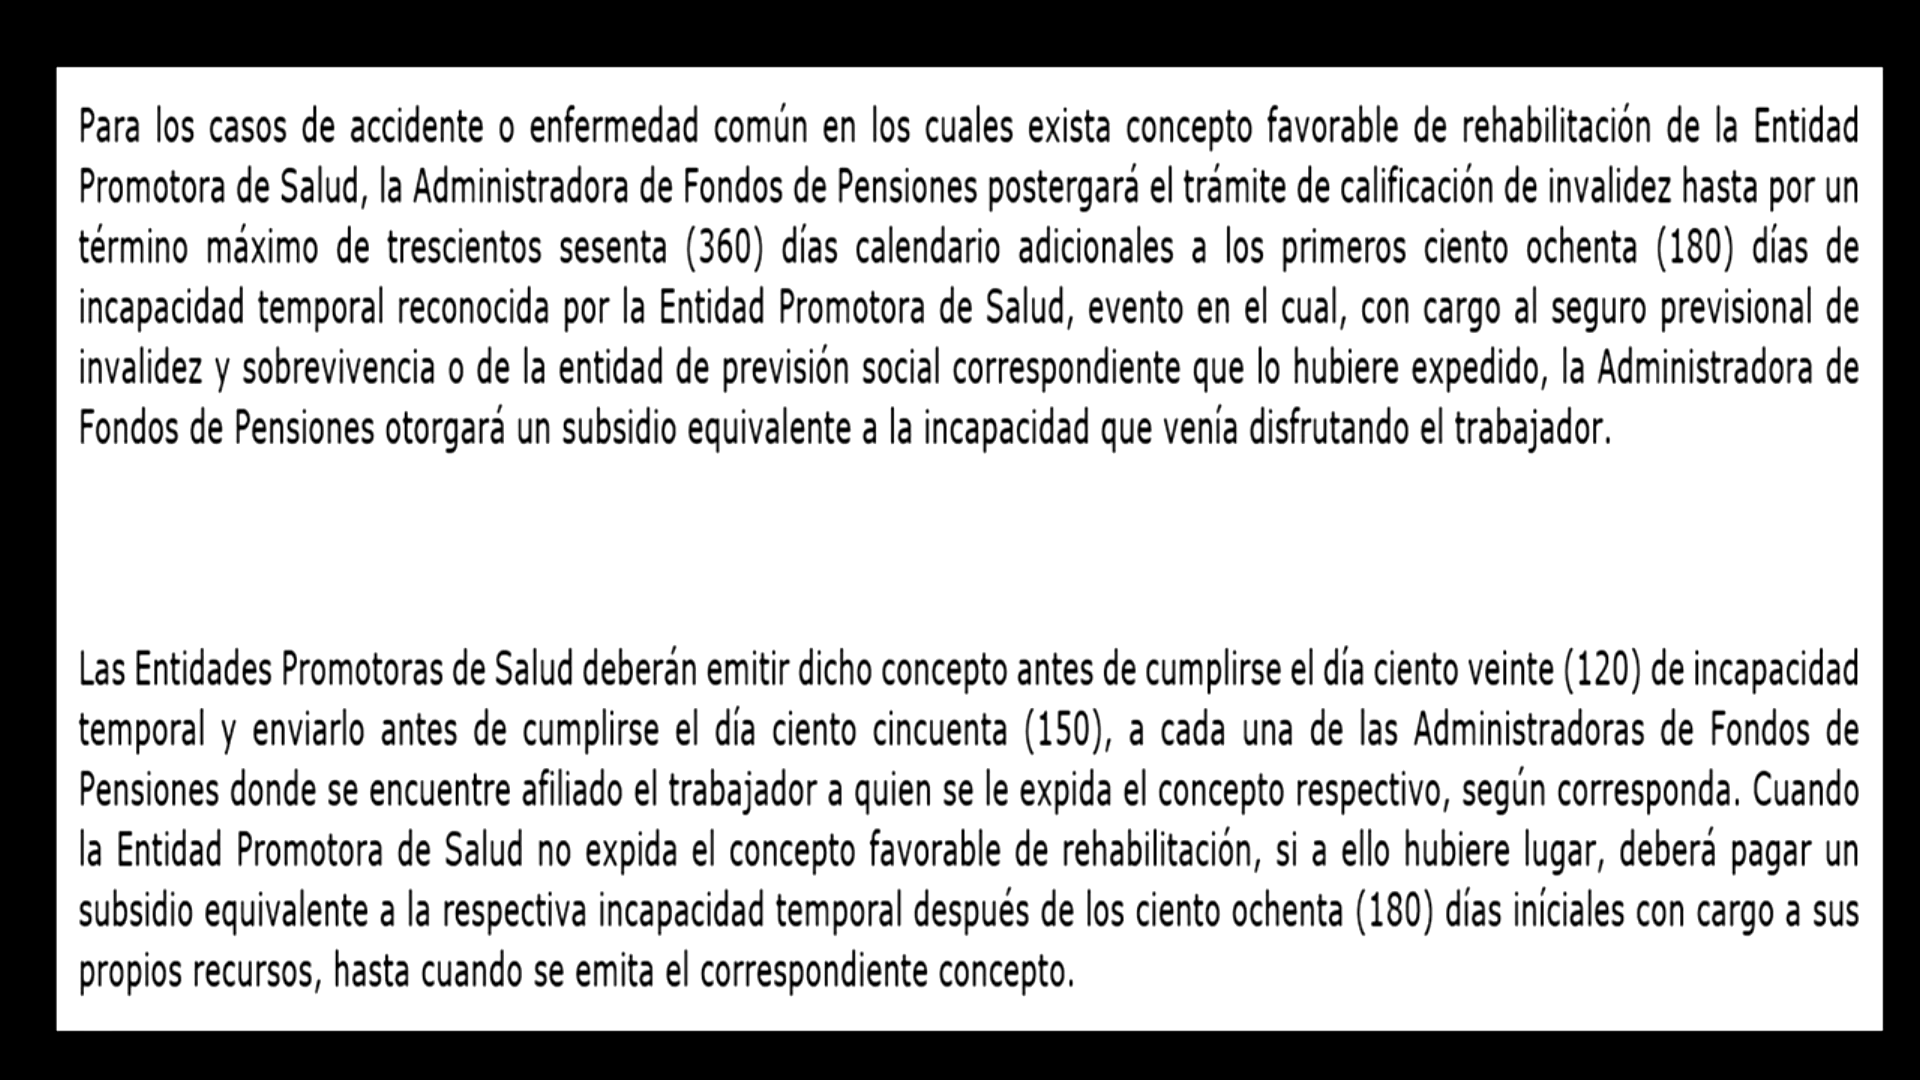 Para los casos de accidente o enfermedad común en los cuales exista concepto favorable de rehabilitación de la Entidad
Promotora de Salud, la Administradora de Fondos de Pensiones postergará el trámite de calificación de invalidez hasta por un
término máximo de trescientos sesenta (360) días calendario adicionales a los primeros ciento ochenta (180) días de
incapacidad temporal reconocida por la Entidad Promotora de Salud, evento en el cual, con cargo al seguro previsional de
invalidez y sobrevivencia o de la entidad de previsión social correspondiente que lo hubiere expedido, la Administradora de
Fondos de Pensiones otorgará un subsidio equivalente a la incapacidad que venía disfrutando el trabajador.
Las Entidades Promotoras de Salud deberán emitir dicho concepto antes de cumplirse el día ciento veinte (120) de incapacidad
temporal y enviarlo antes de cumplirse el día ciento cincuenta (150), a cada una de las Administradoras de Fondos de
Pensiones donde se encuentre afiliado el trabajador a quien se le expida el concepto respectivo, según corresponda. Cuando
la Entidad Promotora de Salud no expida el concepto favorable de rehabilitación, si a ello hubiere lugar, deberá pagar un
subsidio equivalente a la respectiva incapacidad temporal después de los ciento ochenta (180) días iníciales con cargo a sus
propios recursos, hasta cuando se emita el correspondiente concepto.